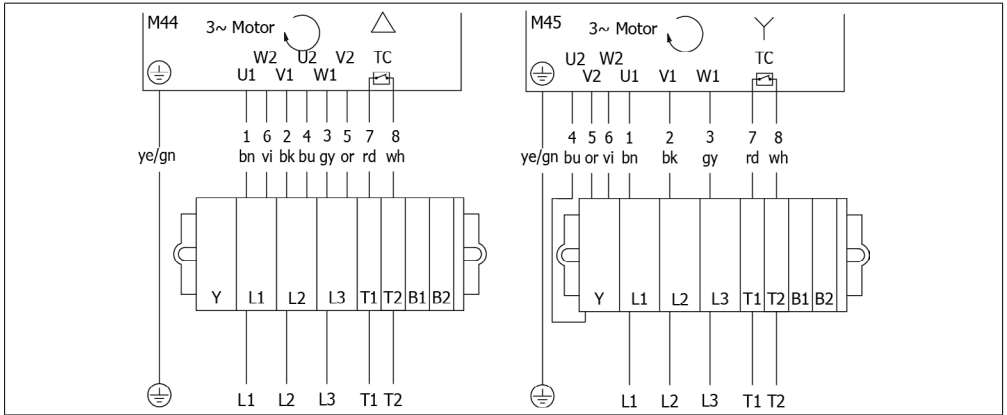 M44
3~ Motor
W2 U2 V2 TC
U1 V1 W1
1 6 2 4 3 5 7 8
ye/gn bn vi bk bu gy or rd wh
Y L1 L2 L3 T1 T2 B1 B2
L1 L2 L3 T1 T2
M45
3~ Motor
U2 W2 TC
V2 U1 V1 W1
4 5 6 1 2 3 7 8
ye/gn bu or vi bn bk gy rd wh
Y L1 L2 L3 T1 T2 B1 B2
L1 L2 L3 T1 T2